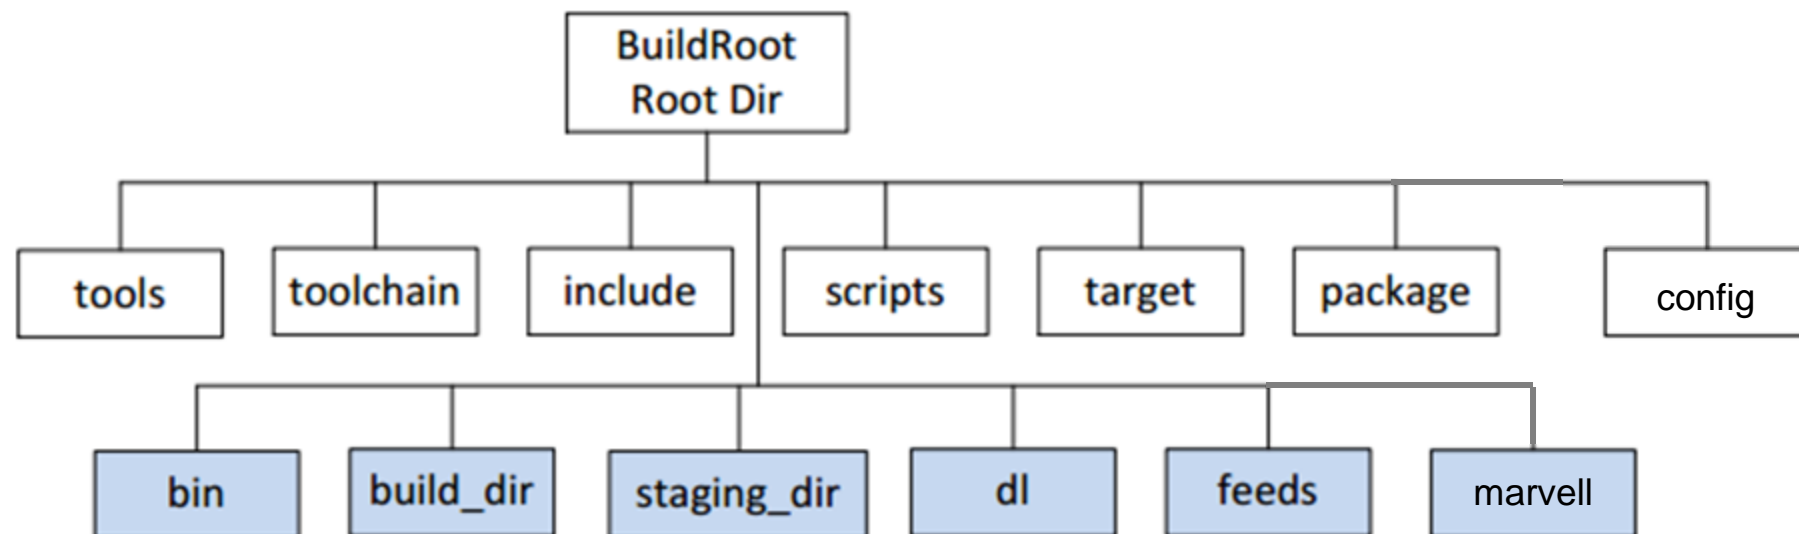 BuildRoot
Root Dir
tools
toolchain
include
scripts
target
package
config
bin
build_dir
staging_dir
dl
feeds
marvell